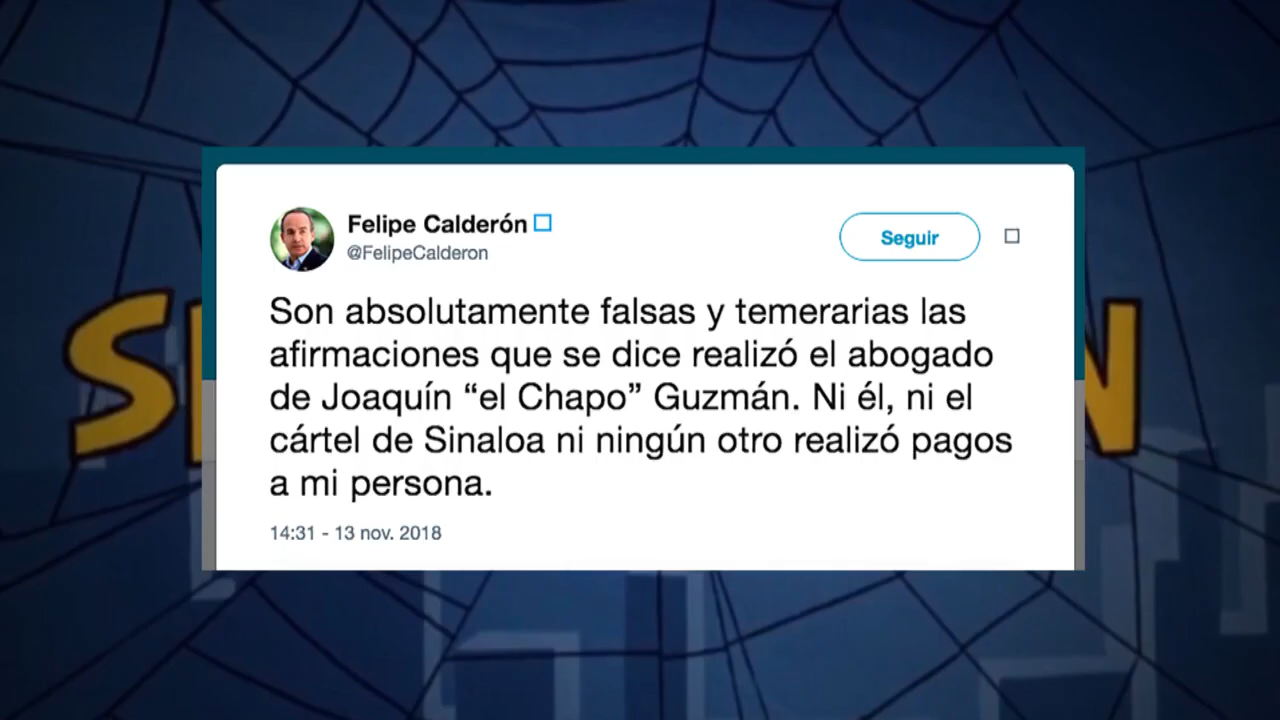 Felipe Calderón
@FelipeCalderon
Seguir
Son absolutamente falsas y temerarias las
afirmaciones que se dice realizó el abogado
de Joaquín “el Chapo” Guzmán. Ni él, ni el
cártel de Sinaloa ni ningún otro realizó pagos
a mi persona.
14:31 - 13 nov. 2018
S N